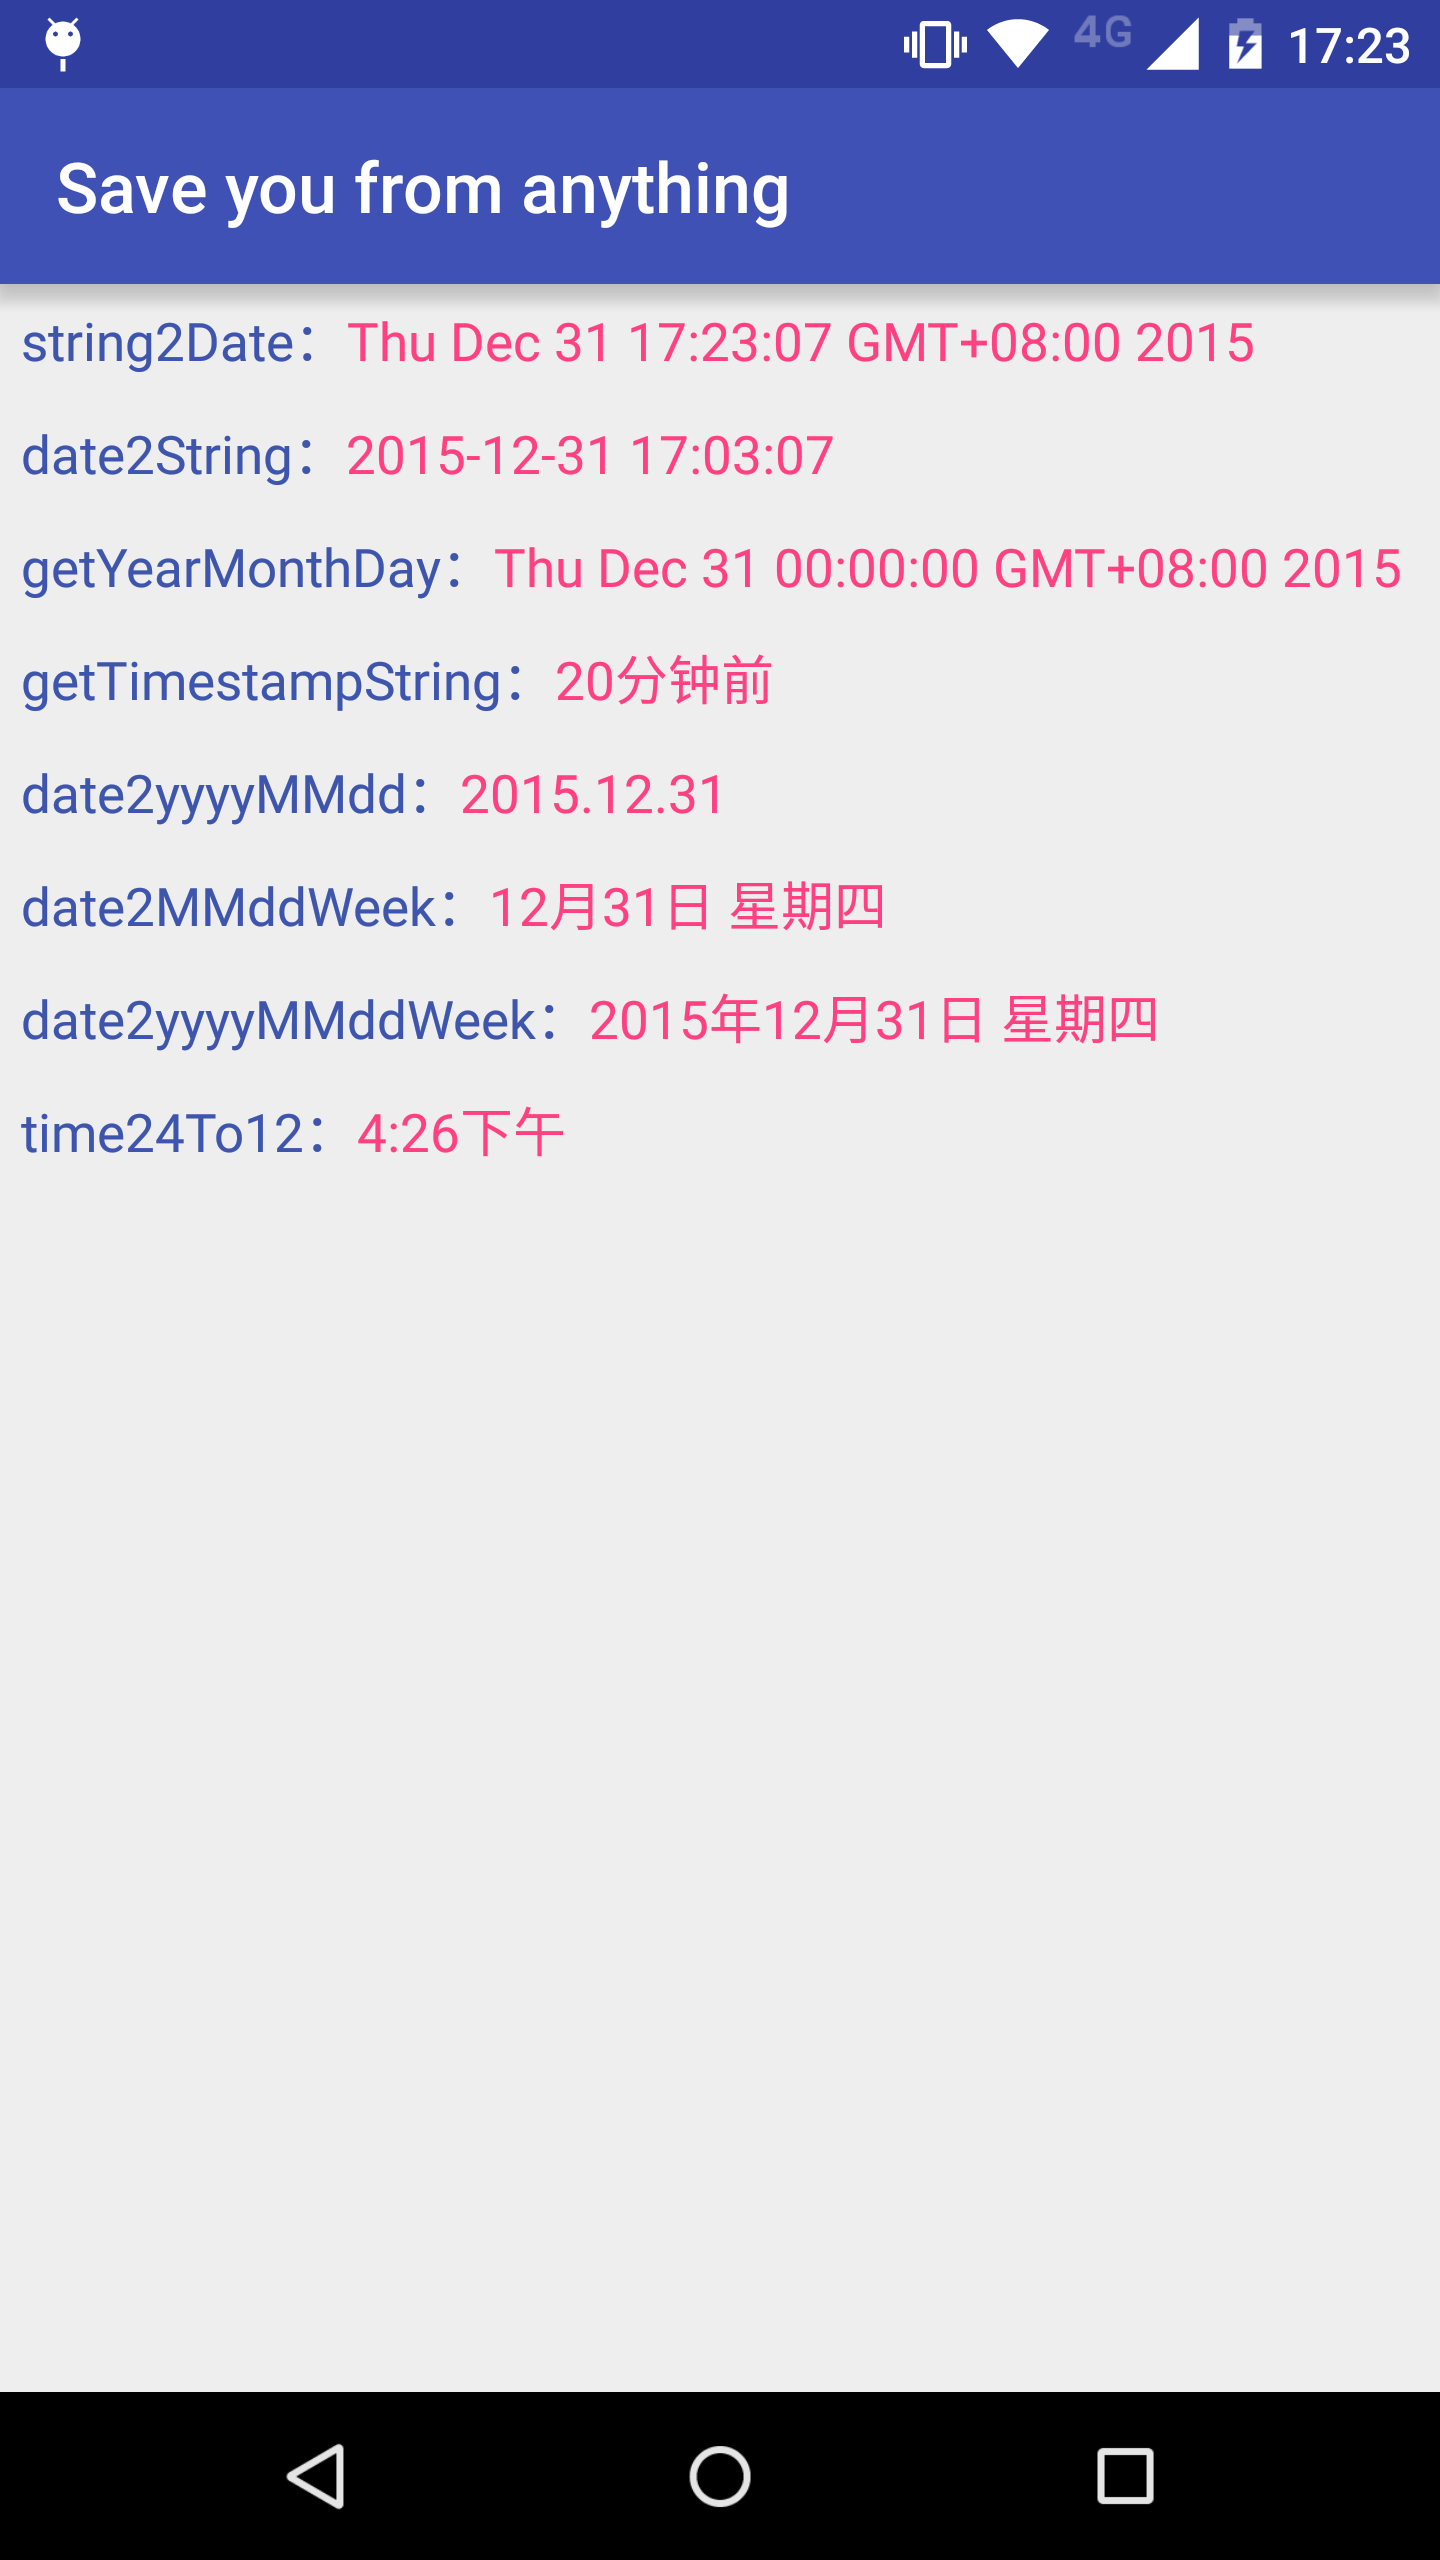 4G 17:23
Save you from anything
string2Date：Thu Dec 31 17:23:07 GMT+08:00 2015
date2String：2015-12-31 17:03:07
getYearMonthDay：Thu Dec 31 00:00:00 GMT+08:00 2015
getTimestampString：20分钟前
date2yyyyMMdd：2015.12.31
date2MMddWeek：12月31日 星期四
date2yyyyMMddWeek：2015年12月31日 星期四
time24To12：4:26下午